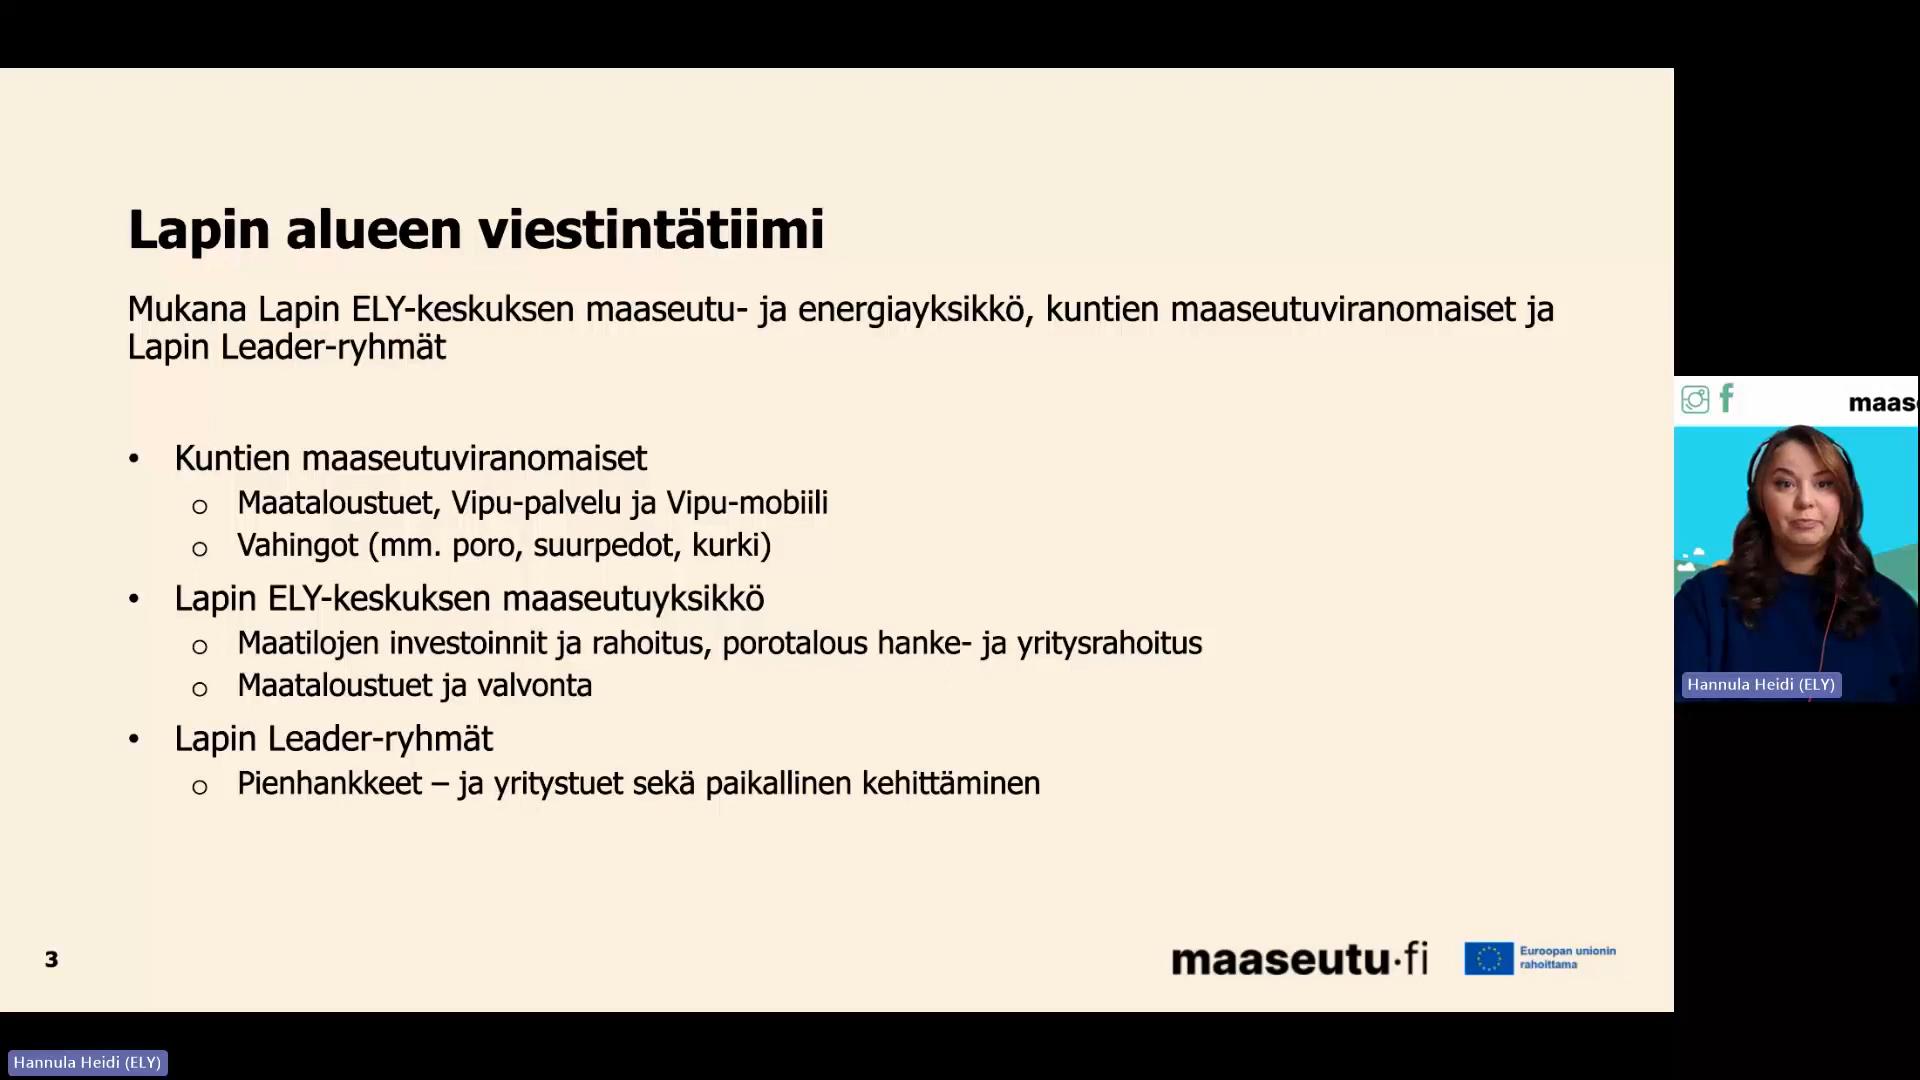 Lapin alueen viestintätiimi
Mukana Lapin ELY-keskuksen maaseutu- ja energiayksikkö, kuntien maaseutuviranomaiset ja
Lapin Leader-ryhmät
• Kuntien maaseutuviranomaiset
o Maataloustuet, Vipu-palvelu ja Vipu-mobiili
o Vahingot (mm. poro, suurpedot, kurki)
• Lapin ELY-keskuksen maaseutuyksikkö
o Maatilojen investoinnit ja rahoitus, porotalous hanke- ja yritysrahoitus
o Maataloustuet ja valvonta
• Lapin Leader-ryhmät
o Pienhankkeet – ja yritystuet sekä paikallinen kehittäminen
3
maaseutu.fi
Euroopan unionin
rahoittama
maas
Hannula Heidi (ELY)
Hannula Heidi (ELY)